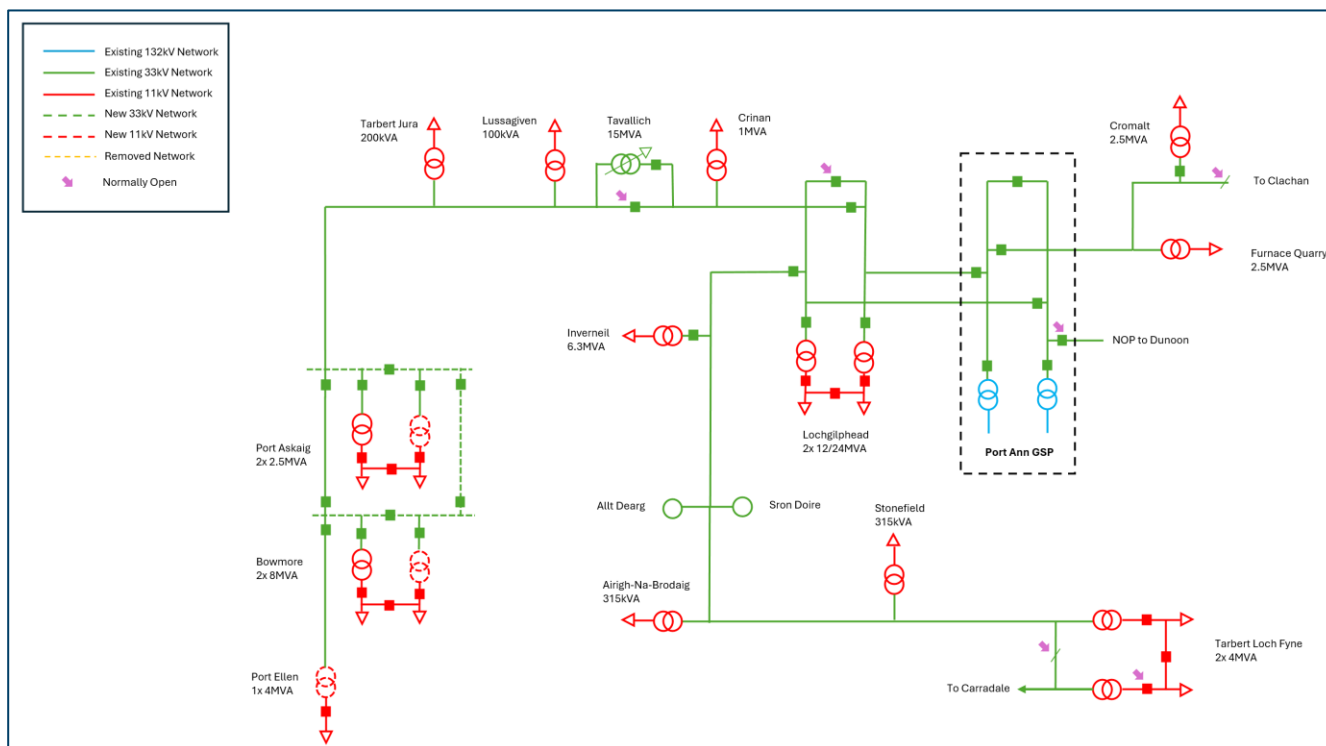 Existing 132kV Network
Existing 33kV Network
Existing 11kV Network
New 33kV Network
New 11kV Network
Removed Network
Normally Open
Tarbert Jura
200kVA
Lussagiven
100kVA
Tavallich
15MVA
Crinan
1MVA
Cromalt
2.5MVA
To Clachan
Furnace Quarry
2.5MVA
Inverneil
6.3MVA
NOP to Dunoon
Lochgilphead
2x 12/24MVA
Port Ann GSP
Port Askaig
2x 2.5MVA
Allt Dearg
Sron Doire
Stonefield
315kVA
Bowmore
2x 8MVA
Airigh-Na-Brodaig
315kVA
Tarbert Loch Fyne
2x 4MVA
Port Ellen
1x 4MVA
To Carradale